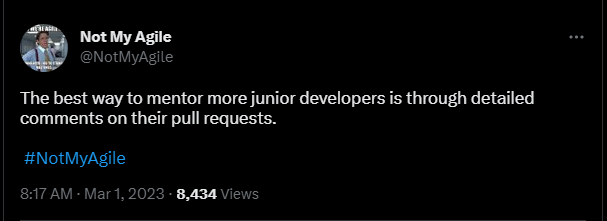 Not My Agile
@NotMyAgile
The best way to mentor more junior developers is through detailed
comments on their pull requests.
#NotMyAgile
8:17 AM · Mar 1, 2023 · 8,434 Views